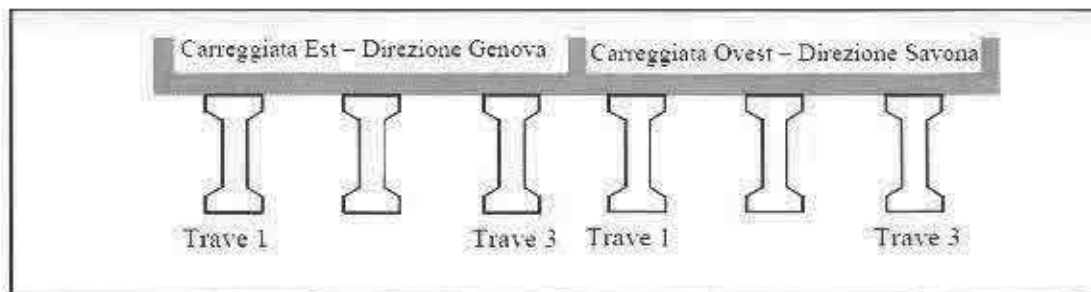 Carreggiata Est – Direzione Genova
Carreggiata Ovest – Direzione Savona
Trave 1
Trave 3
Trave 1
Trave 3